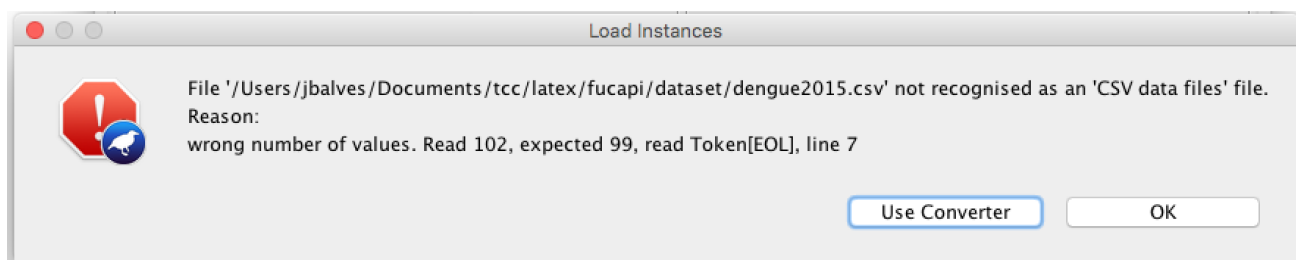 Load Instances
File '/Users/jbalves/Documents/tcc/latex/fucapi/dataset/dengue2015.csv' not recognised as an 'CSV data files' file.
Reason:
wrong number of values. Read 102, expected 99, read Token[EOL], line 7
Use Converter
OK